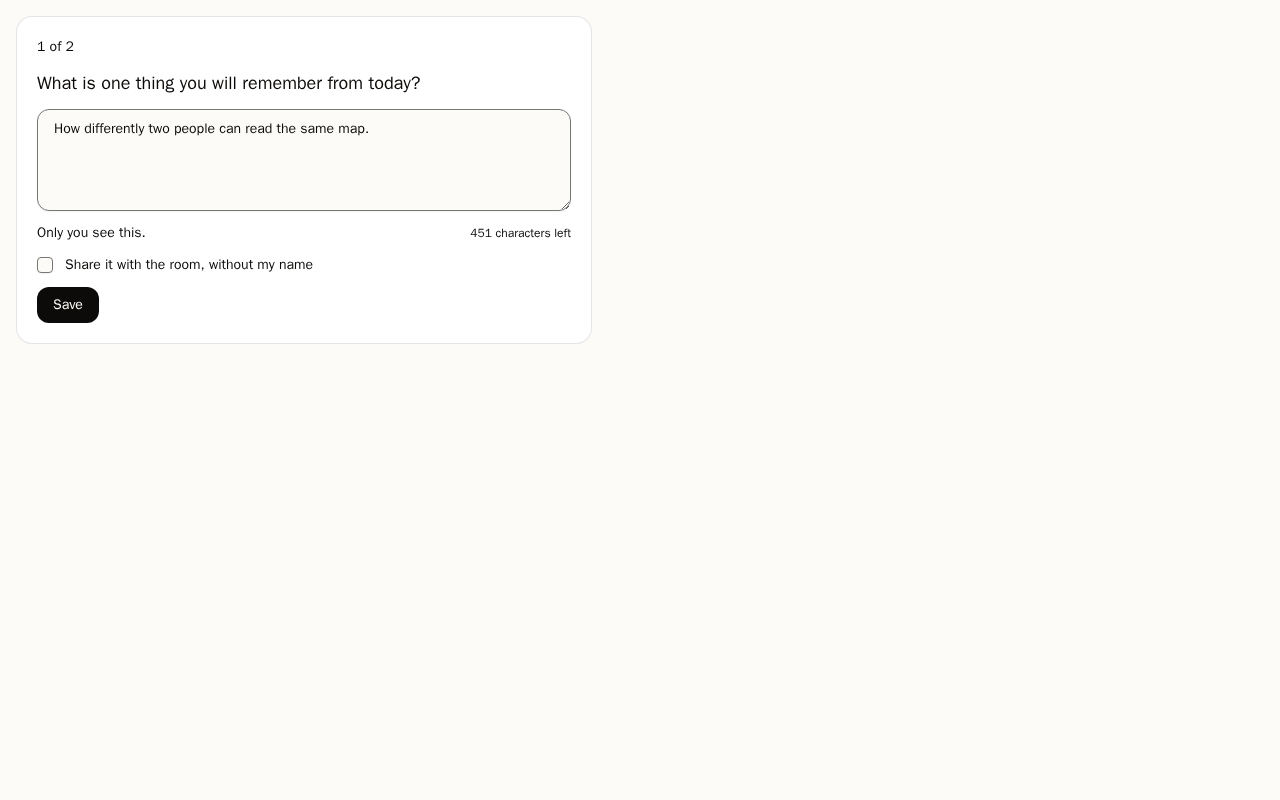 1 of 2
What is one thing you will remember from today?
How differently two people can read the same map.
Only you see this.
451 characters left
Share it with the room, without my name
Save